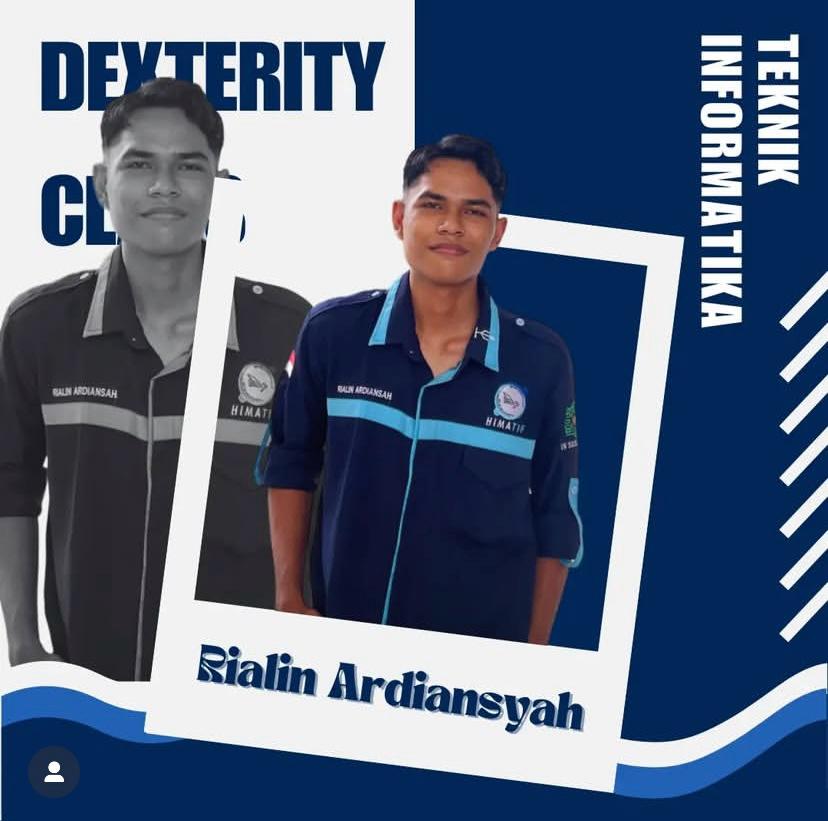 DEXTERITY
TEKNIK
INFORMATIKA
RIALIN ARDIANSAH
HIMATIF
RIALIN ARDIANSAH
HIMATIF
Rialin Ardiansyah